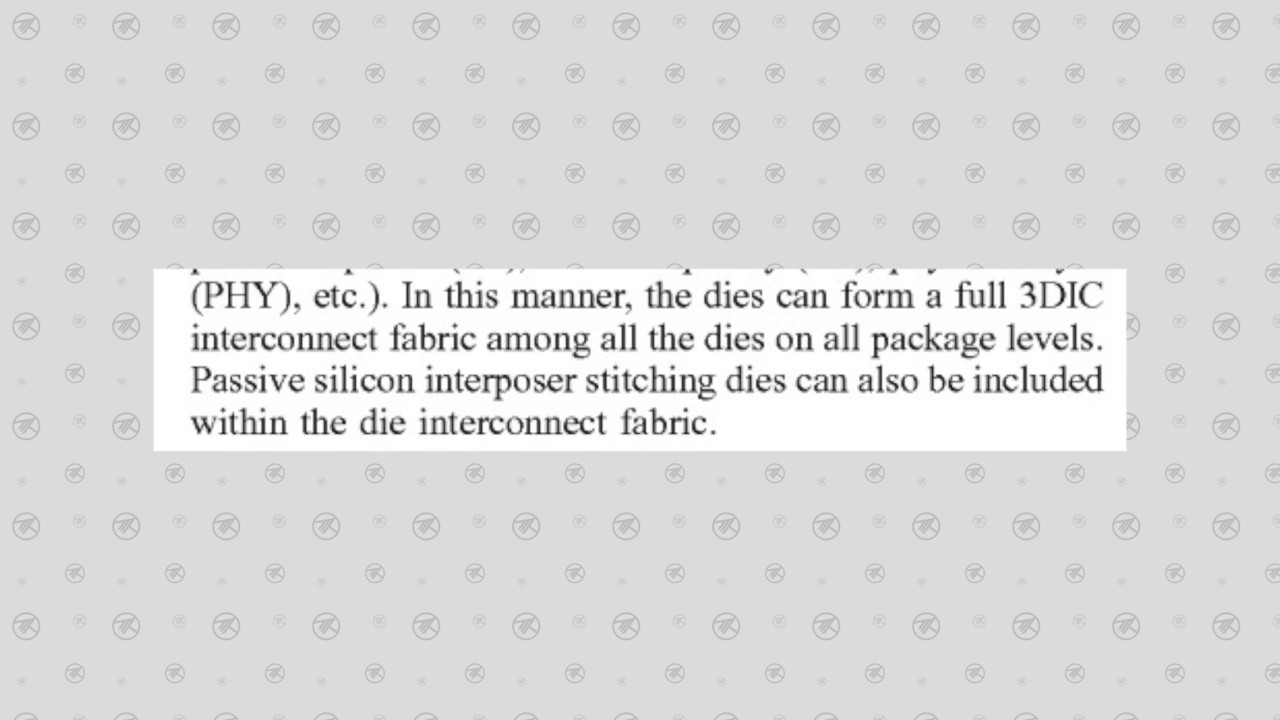 (PHY), etc.). In this manner, the dies can form a full 3DIC
interconnect fabric among all the dies on all package levels.
Passive silicon interposer stitching dies can also be included
within the die interconnect fabric.